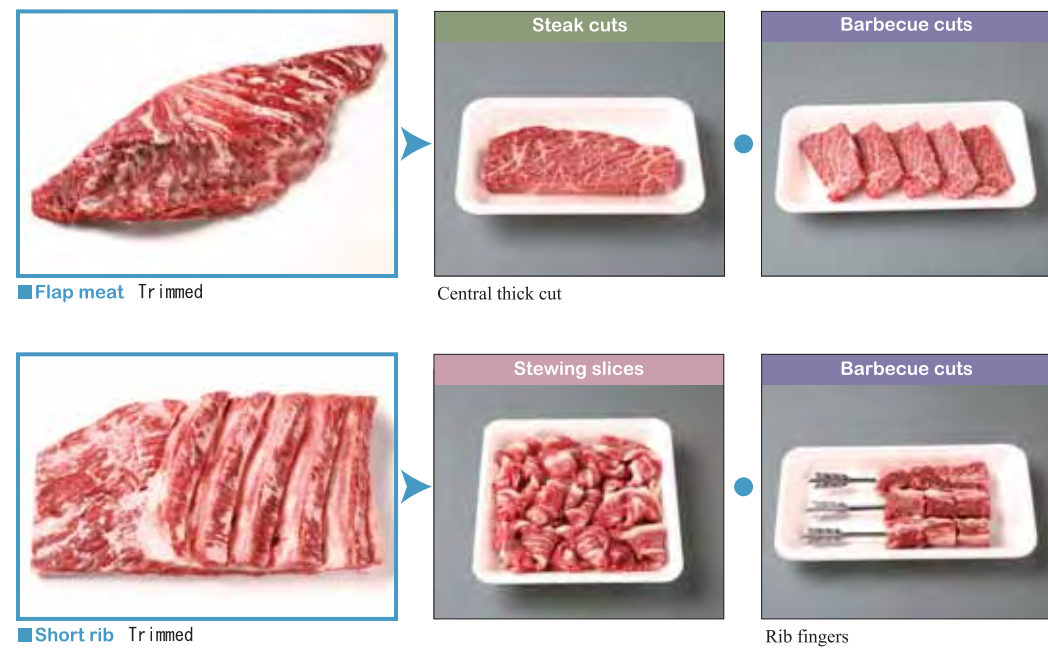 Steak cuts
Barbecue cuts
Flap meat Trimmed
Central thick cut
Stewing slices
Barbecue cuts
Short rib Trimmed
Rib fingers